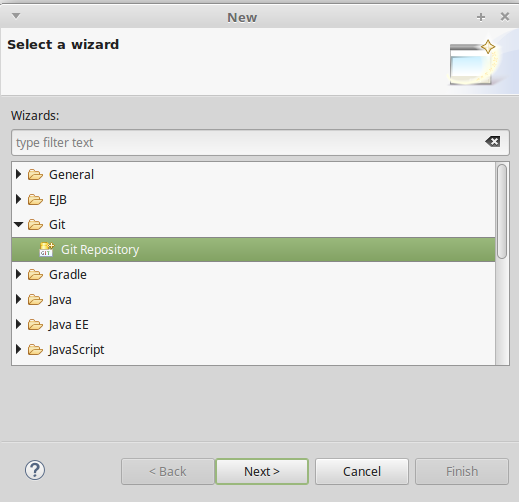 New
Select a wizard
Wizards:
type filter text
General
EJB
Git
GIT
Git Repository
Gradle
Java
Java EE
JavaScript
?
< Back
Next >
Cancel
Finish